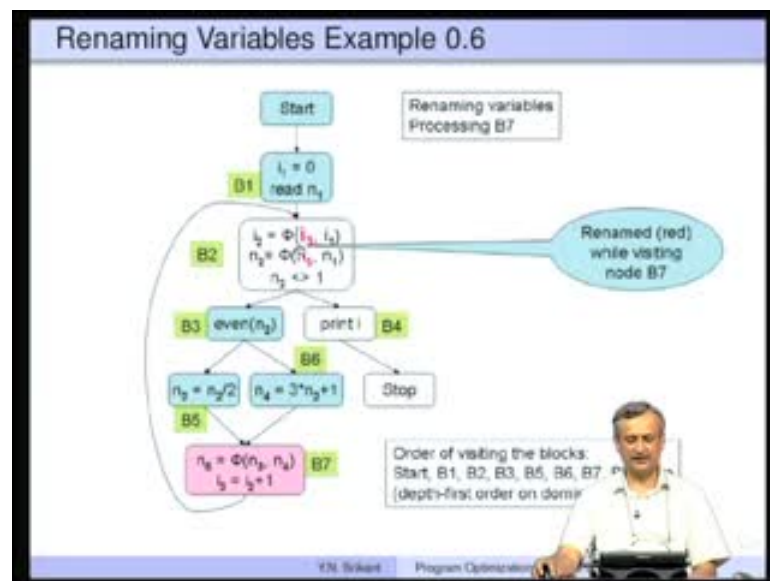 Renaming Variables Example 0.6
Start
Renaming variables
Processing B7
i₁ = 0
read n₁
B1
i₂ = Φ(i₃, i₁)
n₂ = Φ(n₅, n₁)
n₂ <> 1
B2
Renamed (red)
while visiting
node B7
B3
even(n₂)
print i
B4
B6
n₃ = n₂/2
n₄ = 3*n₂+1
Stop
B5
n₅ = Φ(n₃, n₄)
i₃ = i₂+1
B7
Order of visiting the blocks:
Start, B1, B2, B3, B5, B6, B7,
(depth-first order on
Y.N. Srikant
Program Optimization